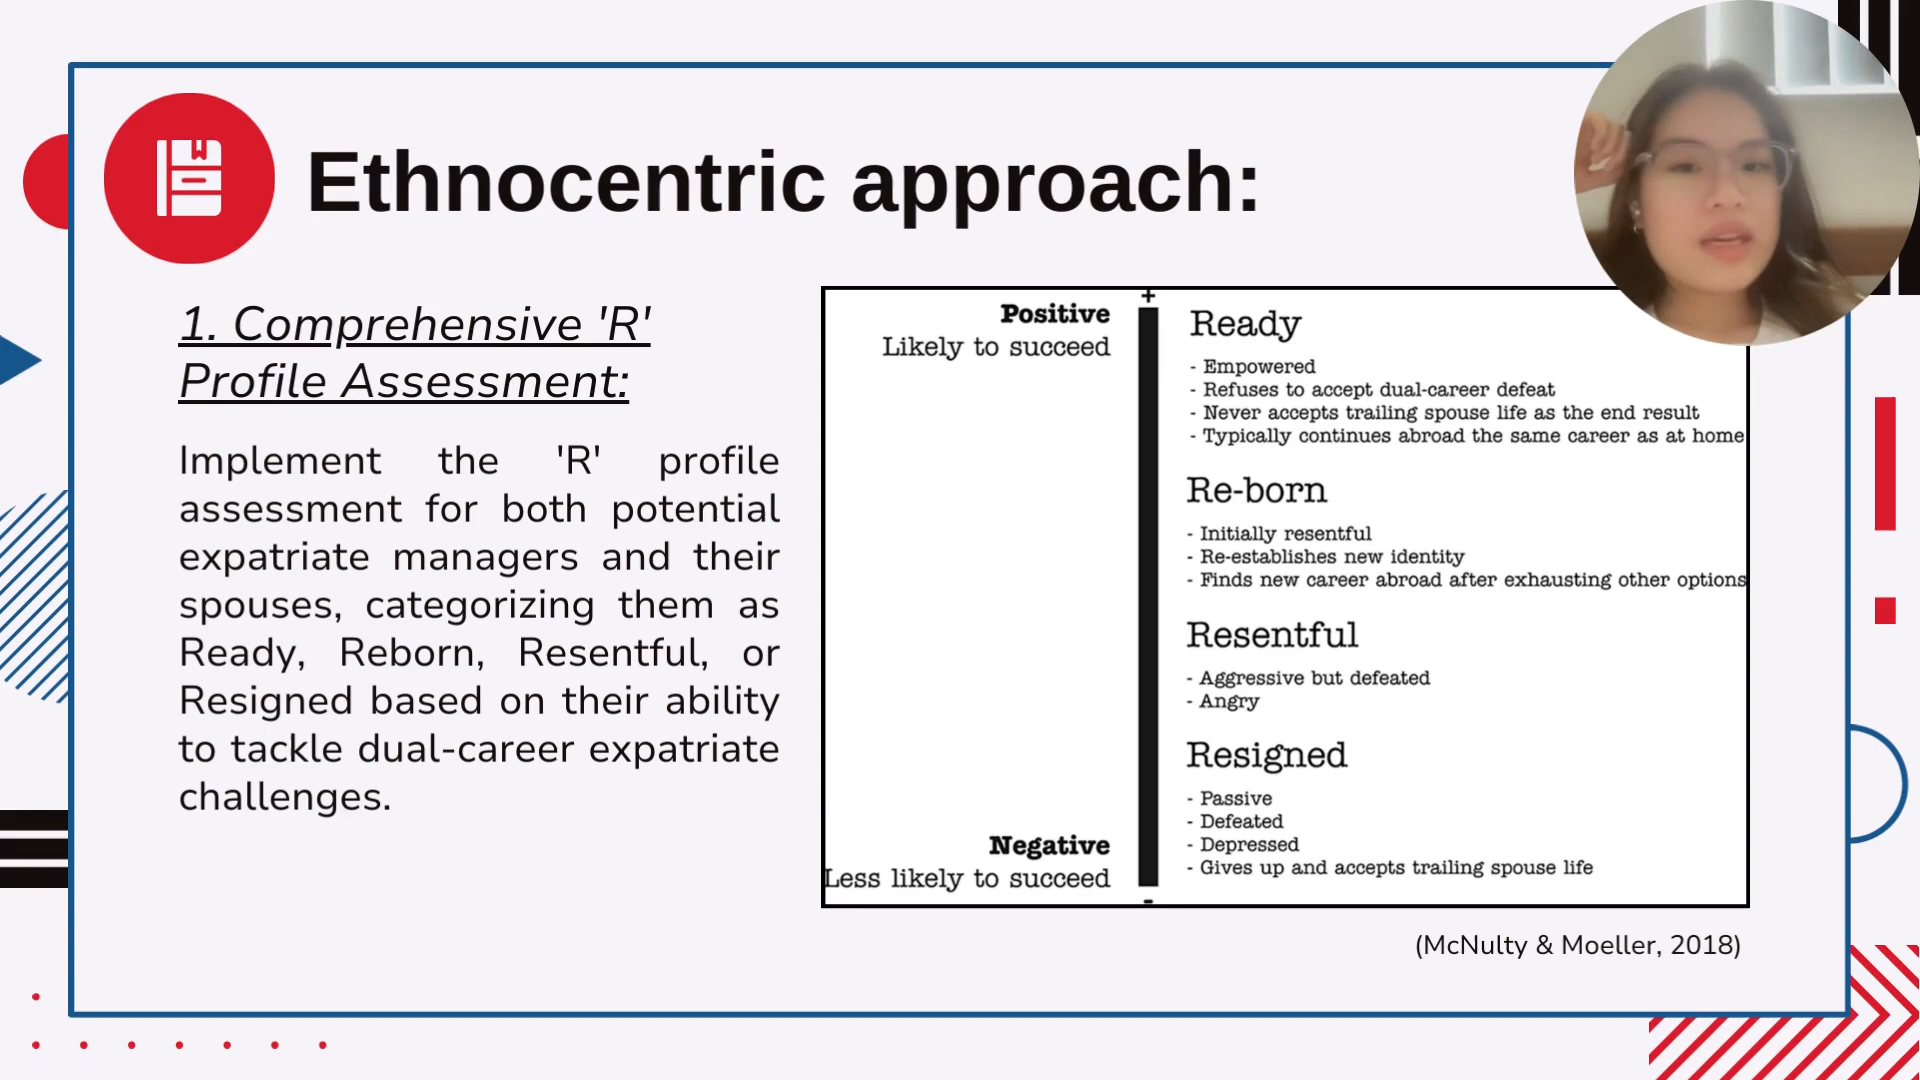 Ethnocentric approach:
1. Comprehensive 'R'
Profile Assessment:
Implement the 'R' profile
assessment for both potential
expatriate managers and their
spouses, categorizing them as
Ready, Reborn, Resentful, or
Resigned based on their ability
to tackle dual-career expatriate
challenges.
+
Positive
Likely to succeed
Negative
Less likely to succeed
-
Ready
- Empowered
- Refuses to accept dual-career defeat
- Never accepts trailing spouse life as the end result
- Typically continues abroad the same career as at home
Re-born
- Initially resentful
- Re-establishes new identity
- Finds new career abroad after exhausting other options
Resentful
- Aggressive but defeated
- Angry
Resigned
- Passive
- Defeated
- Depressed
- Gives up and accepts trailing spouse life
(McNulty & Moeller, 2018)